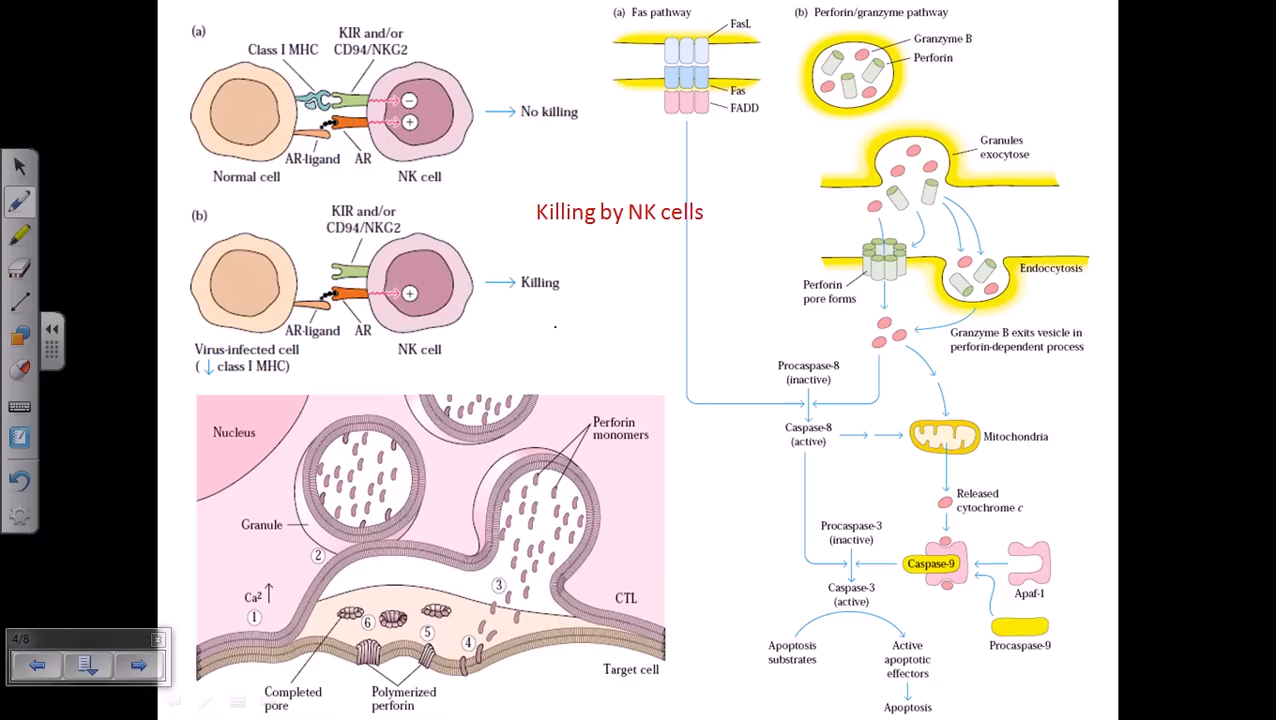 (a)
Class I MHC
KIR and/or
CD94/NKG2
−
+
No killing
AR-ligand
AR
Normal cell
NK cell
(b)
KIR and/or
CD94/NKG2
+
Killing
AR-ligand
AR
Virus-infected cell
(↓ class I MHC)
NK cell
Killing by NK cells
Nucleus
Perforin
monomers
Granule
2
3
Ca2 ↑
1
CTL
6
5
4
Target cell
Completed
pore
Polymerized
perforin
(a) Fas pathway
FasL
Fas
FADD
(b) Perforin/granzyme pathway
Granzyme B
Perforin
Granules
exocytose
Perforin
pore forms
Endoccytosis
Granzyme B exits vesicle in
perforin-dependent process
Procaspase-8
(inactive)
Caspase-8
(active)
Mitochondria
Released
cytochrome c
Procaspase-3
(inactive)
Caspase-9
Apaf-1
Caspase-3
(active)
Procaspase-9
Apoptosis
substrates
Active
apoptotic
effectors
Apoptosis
4/8